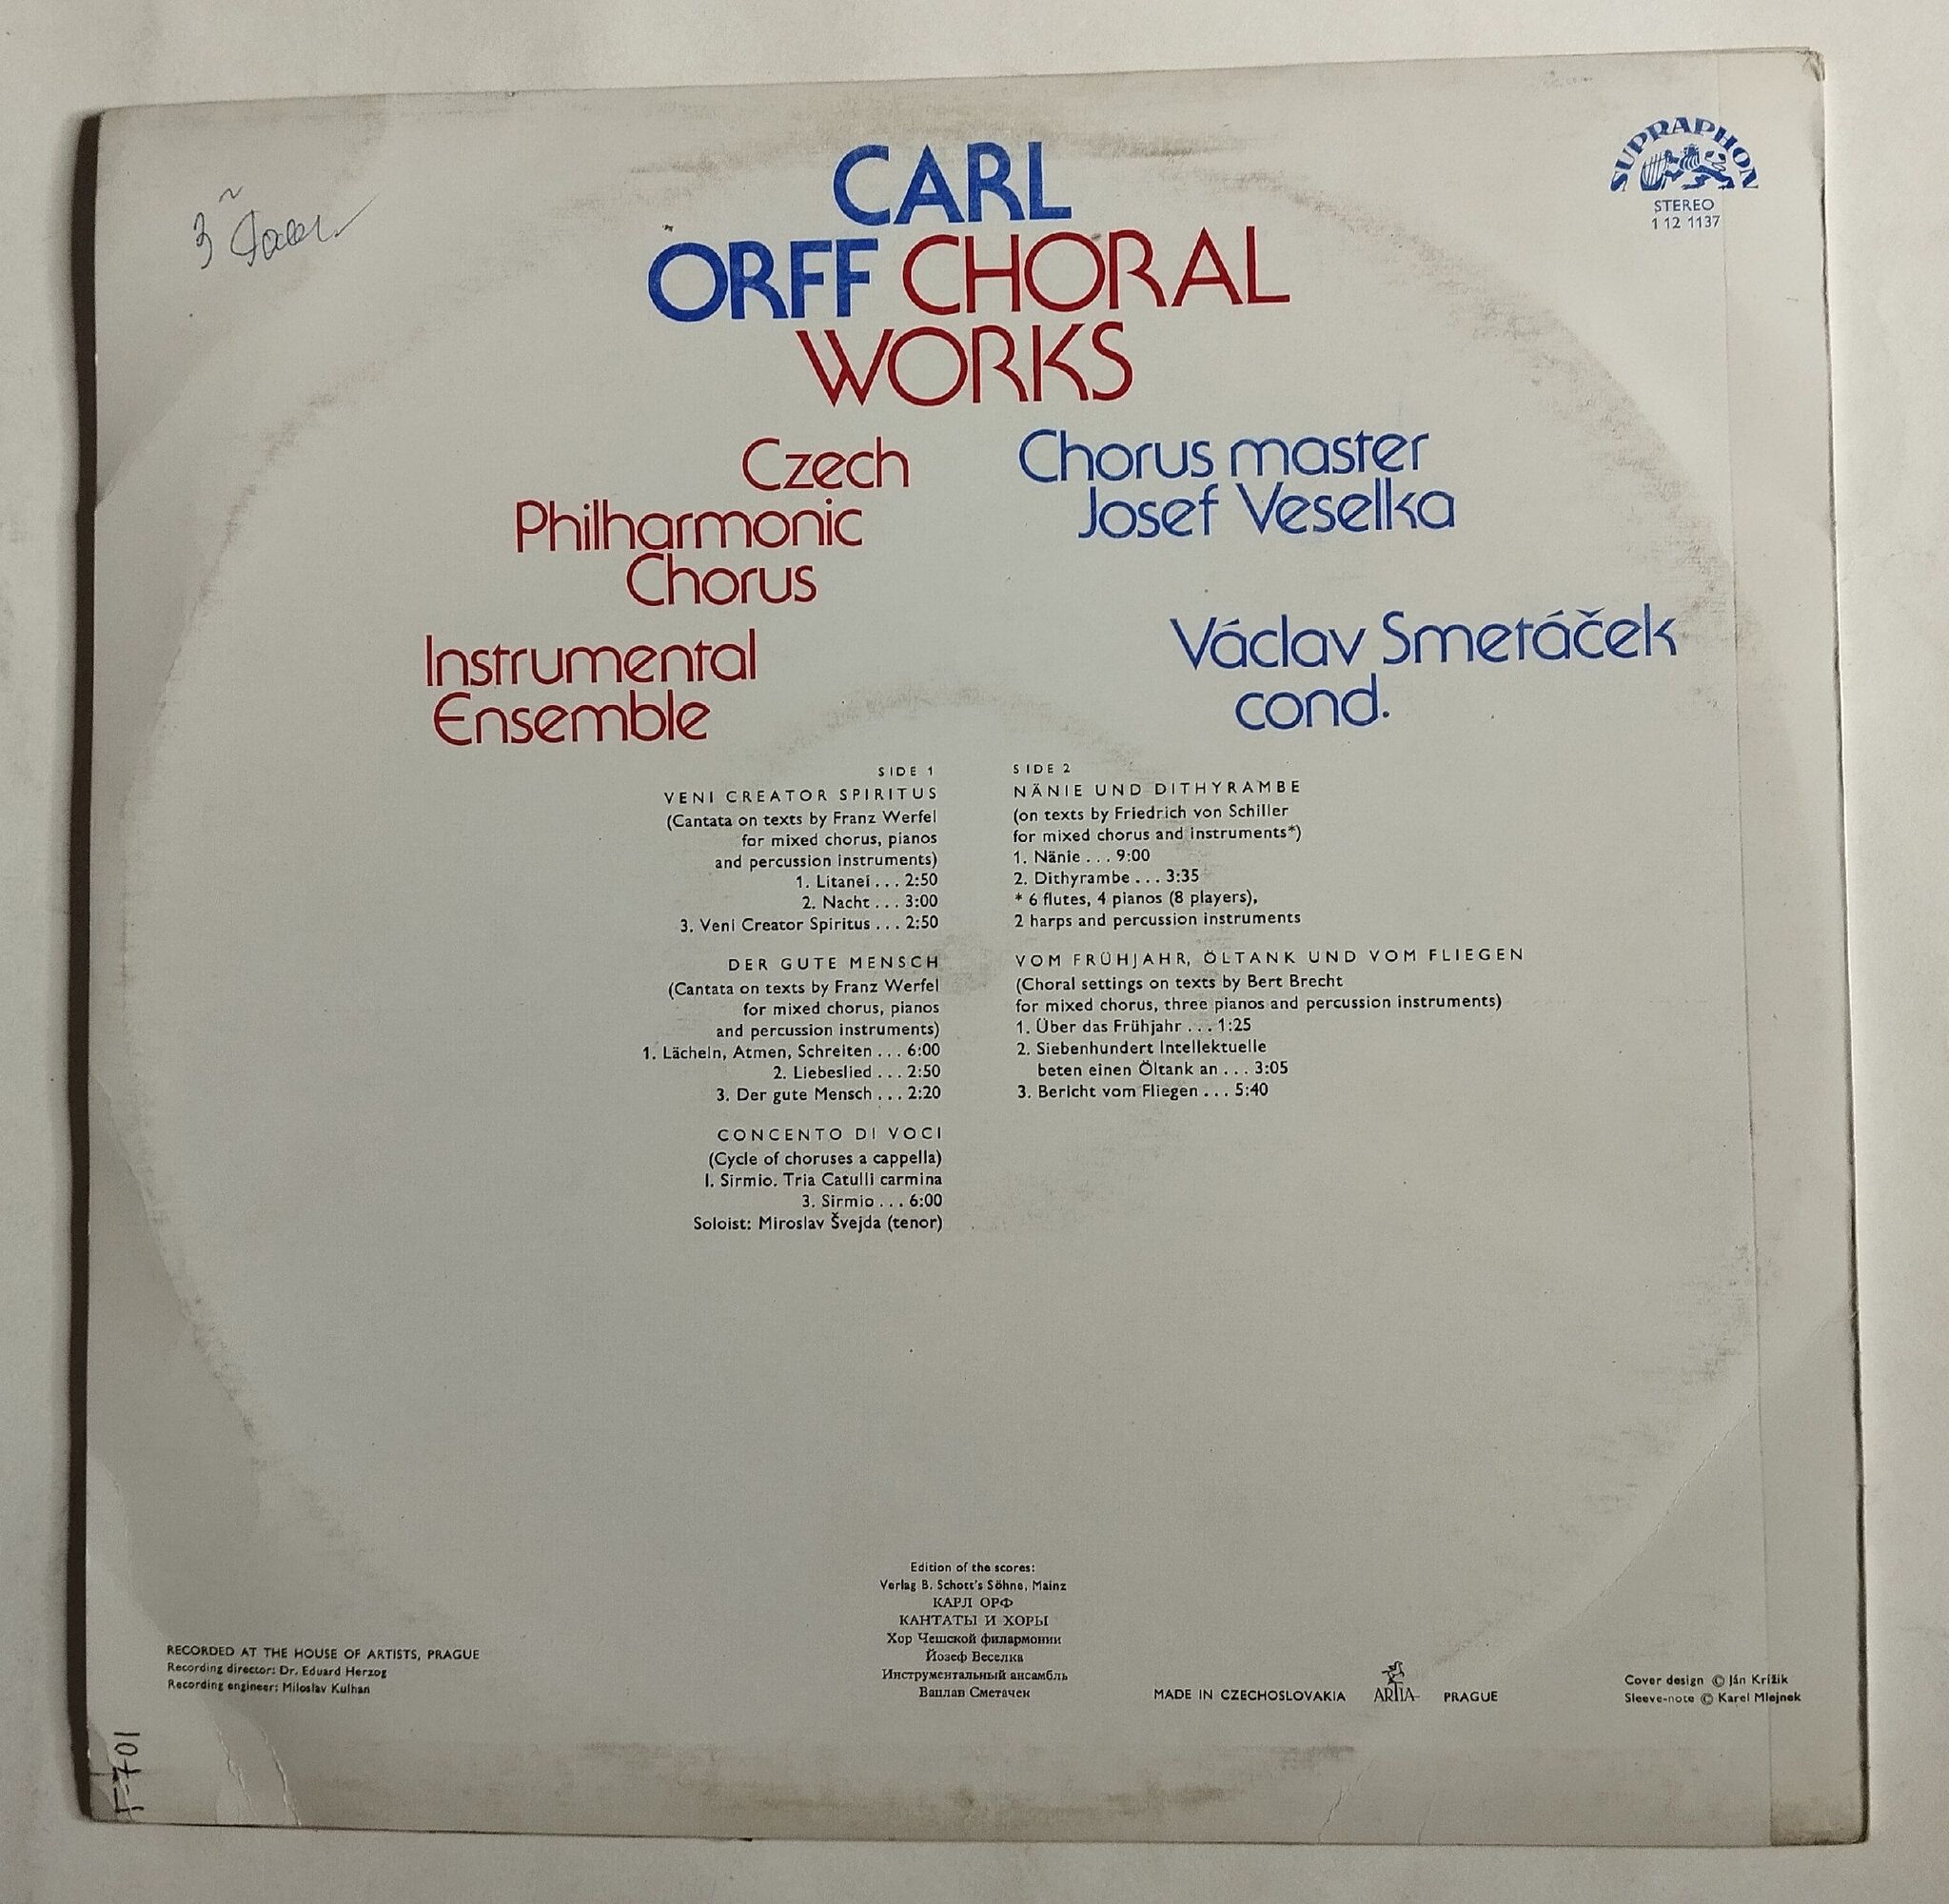 SUPRAPHON
STEREO
1 12 1137
CARL
ORFF CHORAL
WORKS
Czech
Philharmonic
Chorus
Chorus master
Josef Veselka
Instrumental
Ensemble
Václav Smetáček
cond.
SIDE 1
VENI CREATOR SPIRITUS
(Cantata on texts by Franz Werfel
for mixed chorus, pianos
and percussion instruments)
1. Litanei . . . 2:50
2. Nacht . . . 3:00
3. Veni Creator Spiritus . . . 2:50
DER GUTE MENSCH
(Cantata on texts by Franz Werfel
for mixed chorus, pianos
and percussion instruments)
1. Lächeln, Atmen, Schreiten . . . 6:00
2. Liebeslied . . . 2:50
3. Der gute Mensch . . . 2:20
CONCENTO DI VOCI
(Cycle of choruses a cappella)
I. Sirmio. Tria Catulli carmina
3. Sirmio . . . 6:00
Soloist: Miroslav Švejda (tenor)
SIDE 2
NÄNIE UND DITHYRAMBE
(on texts by Friedrich von Schiller
for mixed chorus and instruments*)
1. Nänie . . . 9:00
2. Dithyrambe . . . 3:35
* 6 flutes, 4 pianos (8 players),
2 harps and percussion instruments
VOM FRÜHJAHR, ÖLTANK UND VOM FLIEGEN
(Choral settings on texts by Bert Brecht
for mixed chorus, three pianos and percussion instruments)
1. Über das Frühjahr . . . 1:25
2. Siebenhundert Intellektuelle
beten einen Öltank an . . . 3:05
3. Bericht vom Fliegen . . . 5:40
Edition of the scores:
Verlag B. Schott's Söhne, Mainz
КАРЛ ОРФ
КАНТАТЫ И ХОРЫ
Хор Чешской филармонии
Йозеф Веселка
Инструментальный ансамбль
Вацлав Сметачек
RECORDED AT THE HOUSE OF ARTISTS, PRAGUE
Recording director: Dr. Eduard Herzog
Recording engineer: Miloslav Kulhan
MADE IN CZECHOSLOVAKIA ARTIA PRAGUE
Cover design © Ján Krížik
Sleeve-note © Karel Mlejnek
Г-701